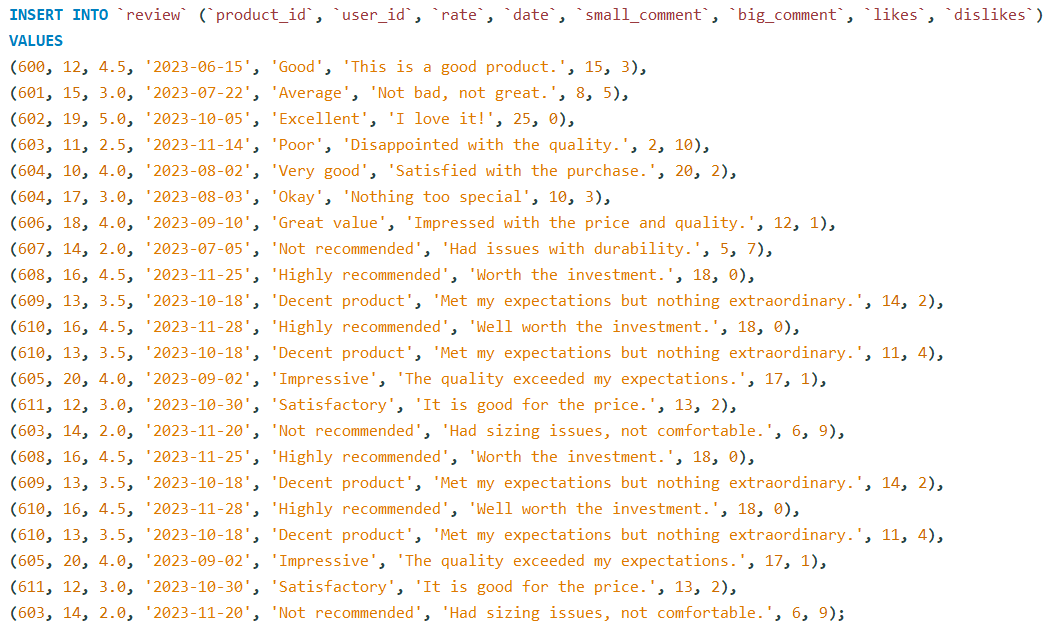 INSERT INTO `review` (`product_id`, `user_id`, `rate`, `date`, `small_comment`, `big_comment`, `likes`, `dislikes`)
VALUES
(600, 12, 4.5, '2023-06-15', 'Good', 'This is a good product.', 15, 3),
(601, 15, 3.0, '2023-07-22', 'Average', 'Not bad, not great.', 8, 5),
(602, 19, 5.0, '2023-10-05', 'Excellent', 'I love it!', 25, 0),
(603, 11, 2.5, '2023-11-14', 'Poor', 'Disappointed with the quality.', 2, 10),
(604, 10, 4.0, '2023-08-02', 'Very good', 'Satisfied with the purchase.', 20, 2),
(604, 17, 3.0, '2023-08-03', 'Okay', 'Nothing too special', 10, 3),
(606, 18, 4.0, '2023-09-10', 'Great value', 'Impressed with the price and quality.', 12, 1),
(607, 14, 2.0, '2023-07-05', 'Not recommended', 'Had issues with durability.', 5, 7),
(608, 16, 4.5, '2023-11-25', 'Highly recommended', 'Worth the investment.', 18, 0),
(609, 13, 3.5, '2023-10-18', 'Decent product', 'Met my expectations but nothing extraordinary.', 14, 2),
(610, 16, 4.5, '2023-11-28', 'Highly recommended', 'Well worth the investment.', 18, 0),
(610, 13, 3.5, '2023-10-18', 'Decent product', 'Met my expectations but nothing extraordinary.', 11, 4),
(605, 20, 4.0, '2023-09-02', 'Impressive', 'The quality exceeded my expectations.', 17, 1),
(611, 12, 3.0, '2023-10-30', 'Satisfactory', 'It is good for the price.', 13, 2),
(603, 14, 2.0, '2023-11-20', 'Not recommended', 'Had sizing issues, not comfortable.', 6, 9),
(608, 16, 4.5, '2023-11-25', 'Highly recommended', 'Worth the investment.', 18, 0),
(609, 13, 3.5, '2023-10-18', 'Decent product', 'Met my expectations but nothing extraordinary.', 14, 2),
(610, 16, 4.5, '2023-11-28', 'Highly recommended', 'Well worth the investment.', 18, 0),
(610, 13, 3.5, '2023-10-18', 'Decent product', 'Met my expectations but nothing extraordinary.', 11, 4),
(605, 20, 4.0, '2023-09-02', 'Impressive', 'The quality exceeded my expectations.', 17, 1),
(611, 12, 3.0, '2023-10-30', 'Satisfactory', 'It is good for the price.', 13, 2),
(603, 14, 2.0, '2023-11-20', 'Not recommended', 'Had sizing issues, not comfortable.', 6, 9);